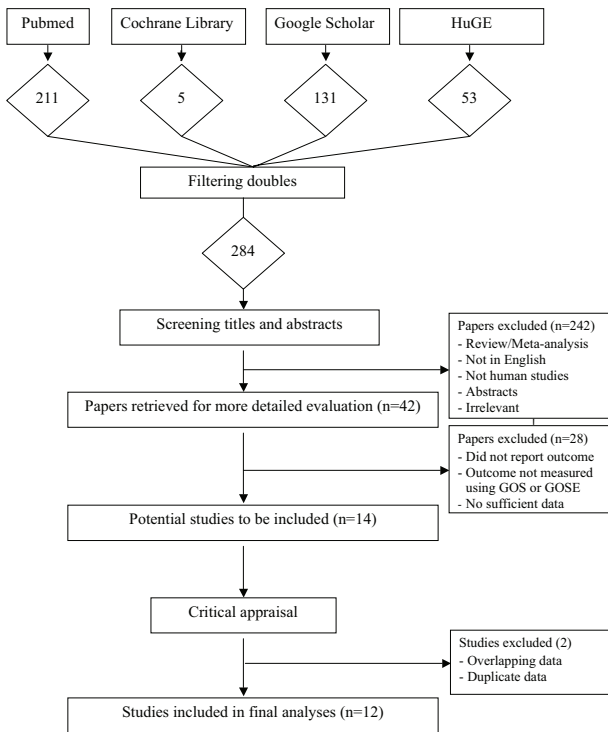 Pubmed
Cochrane Library
Google Scholar
HuGE
211
5
131
53
Filtering doubles
284
Screening titles and abstracts
Papers excluded (n=242)
- Review/Meta-analysis
- Not in English
- Not human studies
- Abstracts
- Irrelevant
Papers retrieved for more detailed evaluation (n=42)
Papers excluded (n=28)
- Did not report outcome
- Outcome not measured
using GOS or GOSE
- No sufficient data
Potential studies to be included (n=14)
Critical appraisal
Studies excluded (2)
- Overlapping data
- Duplicate data
Studies included in final analyses (n=12)